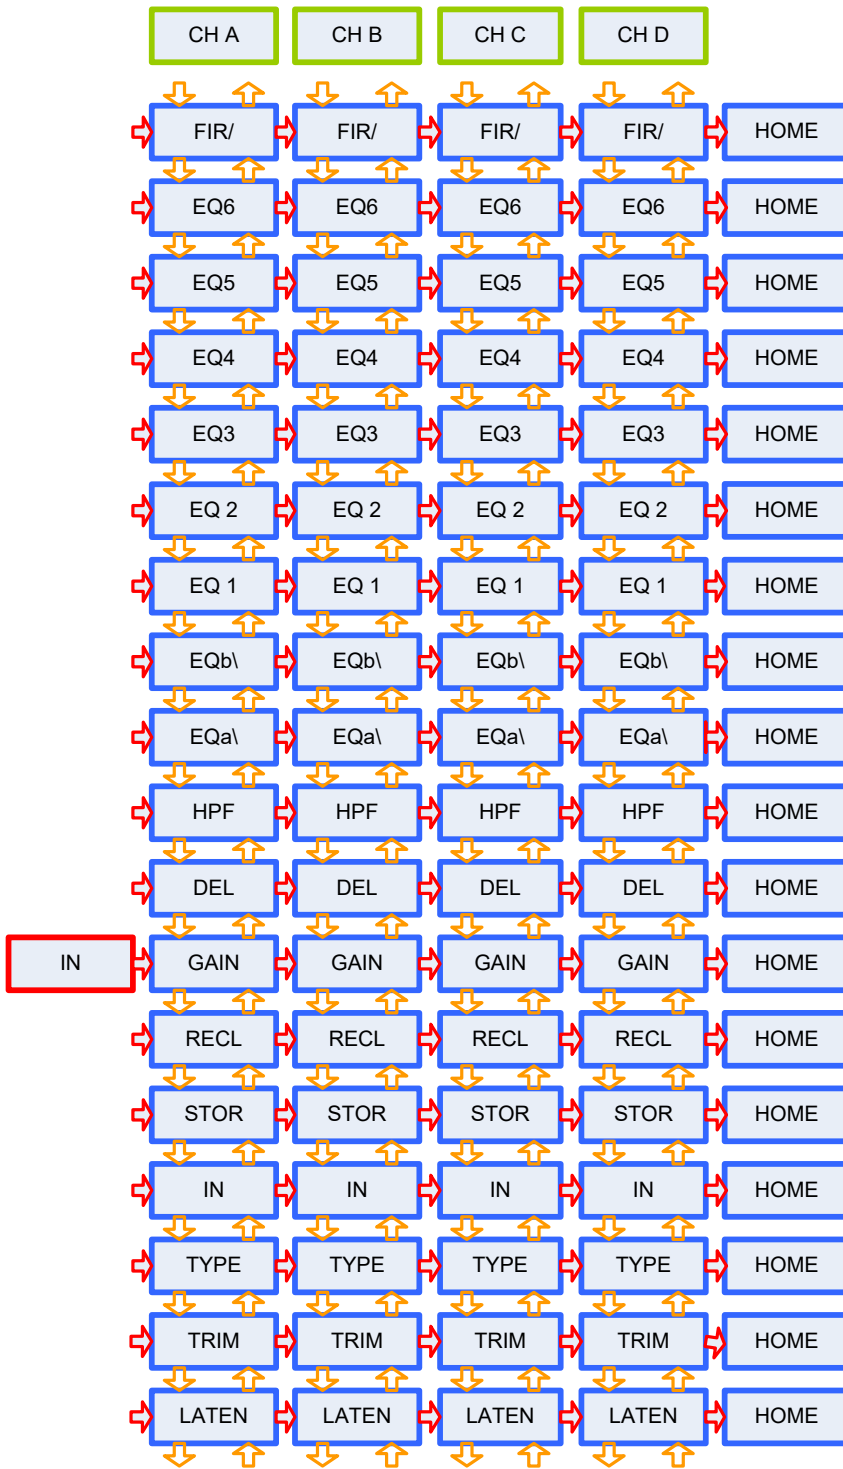 CH A CH B CH C CH D
FIR/ FIR/ FIR/ FIR/ HOME
EQ6 EQ6 EQ6 EQ6 HOME
EQ5 EQ5 EQ5 EQ5 HOME
EQ4 EQ4 EQ4 EQ4 HOME
EQ3 EQ3 EQ3 EQ3 HOME
EQ 2 EQ 2 EQ 2 EQ 2 HOME
EQ 1 EQ 1 EQ 1 EQ 1 HOME
EQb\ EQb\ EQb\ EQb\ HOME
EQa\ EQa\ EQa\ EQa\ HOME
HPF HPF HPF HPF HOME
DEL DEL DEL DEL HOME
IN GAIN GAIN GAIN GAIN HOME
RECL RECL RECL RECL HOME
STOR STOR STOR STOR HOME
IN IN IN IN HOME
TYPE TYPE TYPE TYPE HOME
TRIM TRIM TRIM TRIM HOME
LATEN LATEN LATEN LATEN HOME